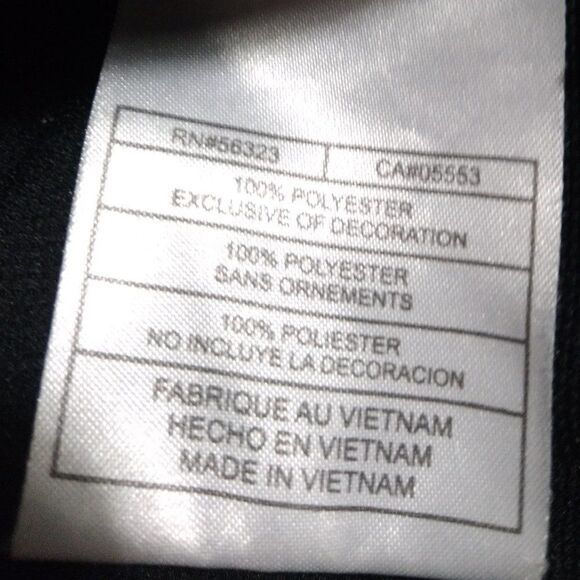 RN#56323 CA#05553
100% POLYESTER
EXCLUSIVE OF DECORATION
100% POLYESTER
SANS ORNEMENTS
100% POLIESTER
NO INCLUYE LA DECORACION
FABRIQUE AU VIETNAM
HECHO EN VIETNAM
MADE IN VIETNAM